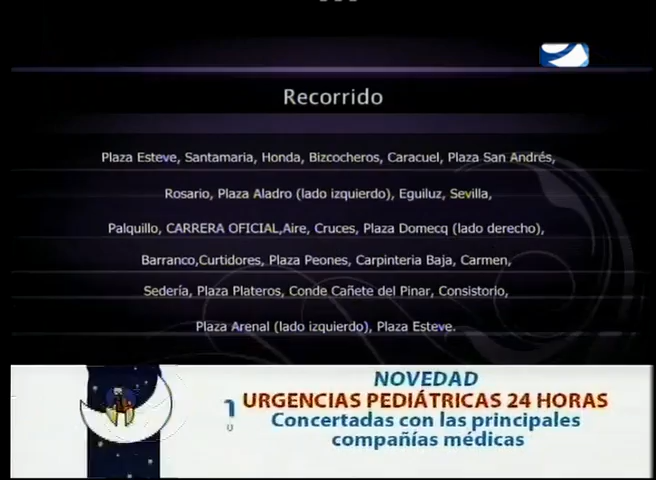 Recorrido
Plaza Esteve, Santamaria, Honda, Bizcocheros, Caracuel, Plaza San Andrés,
Rosario, Plaza Aladro (lado izquierdo), Eguiluz, Sevilla,
Palquillo, CARRERA OFICIAL,Aire, Cruces, Plaza Domecq (lado derecho),
Barranco,Curtidores, Plaza Peones, Carpinteria Baja, Carmen,
Sedería, Plaza Plateros, Conde Cañete del Pinar, Consistorio,
Plaza Arenal (lado izquierdo), Plaza Esteve.
NOVEDAD
URGENCIAS PEDIÁTRICAS 24 HORAS
Concertadas con las principales
compañías médicas